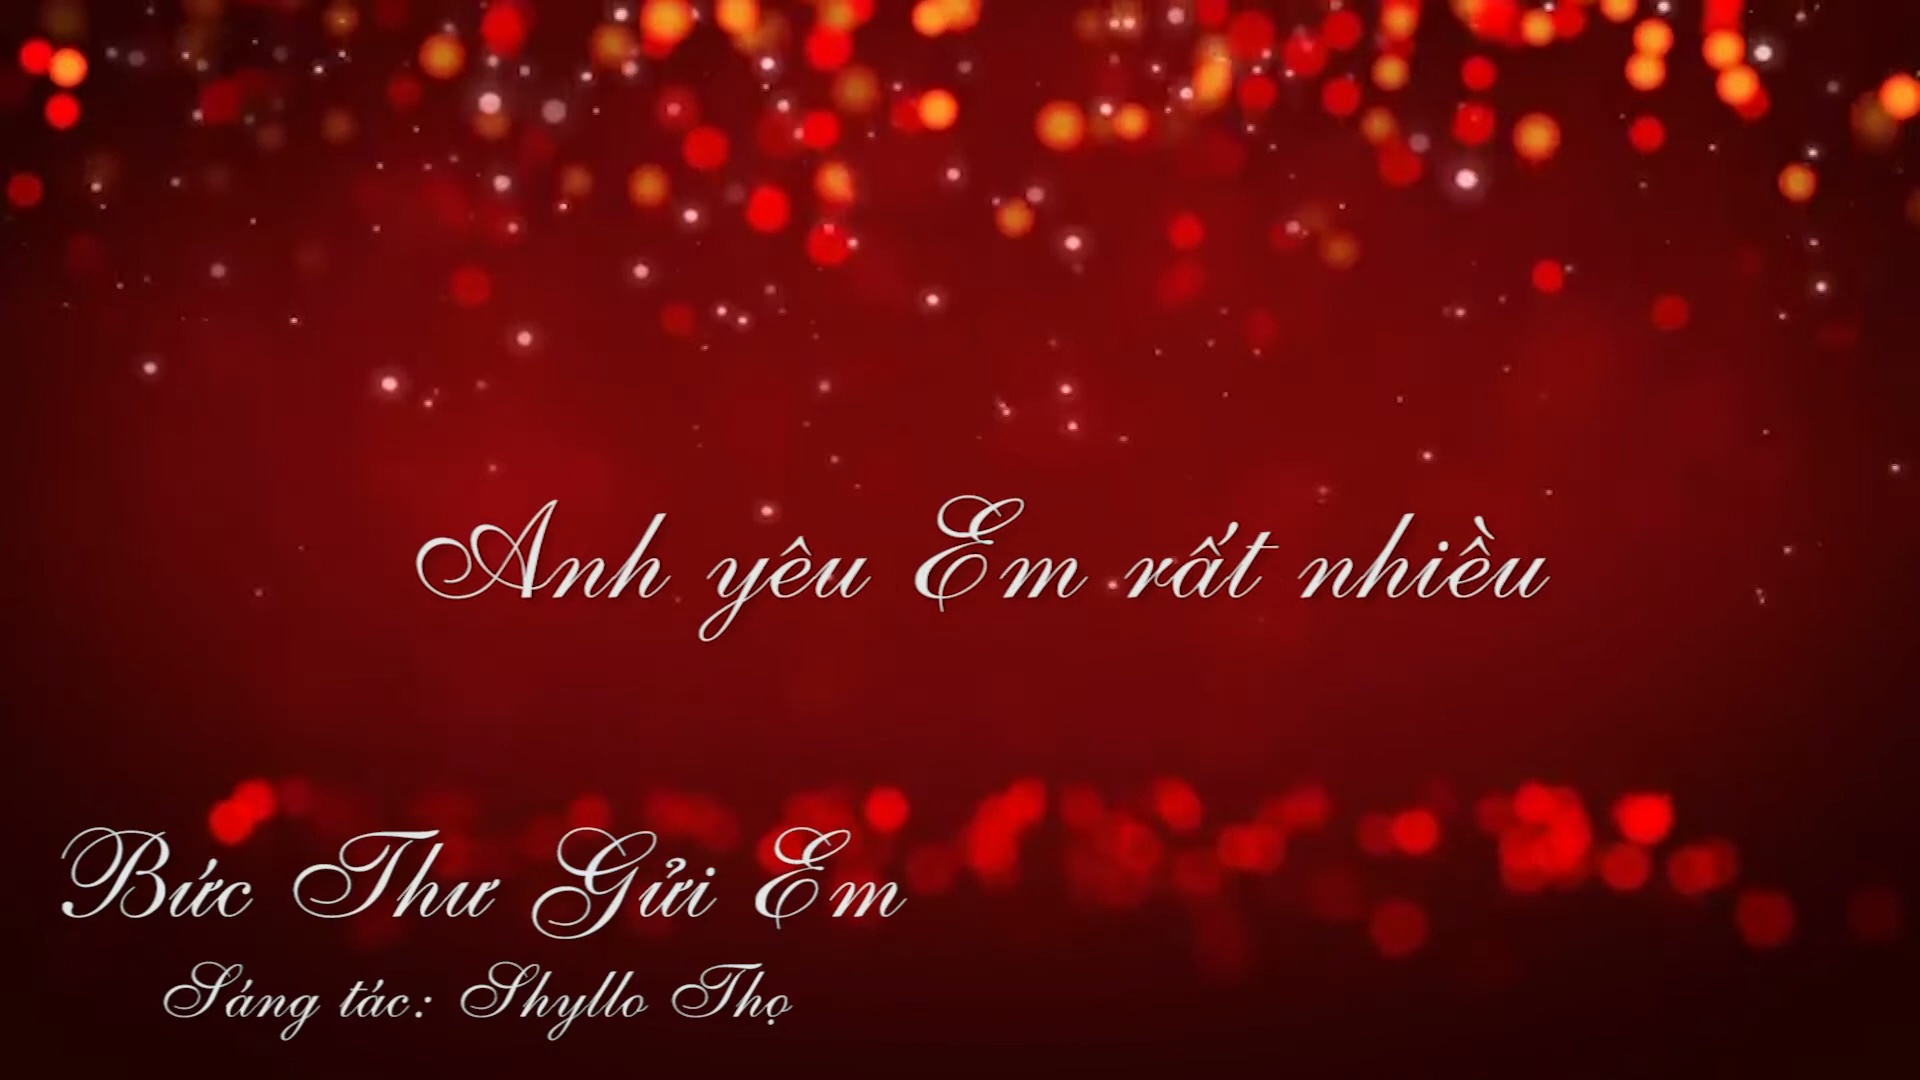 Anh yêu Em rất nhiều
Bức Thư Gửi Em
Sáng tác: Shyllo Thọ